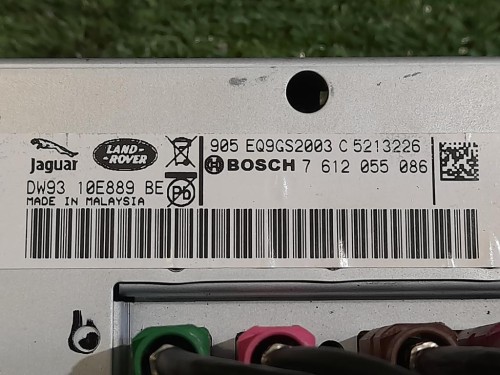 JAGUAR
LAND-
ROVER
905 EQ9GS2003 C 5213226
BOSCH 7 612 055 086
DW93 10E889 BE
Pb
MADE IN MALAYSIA